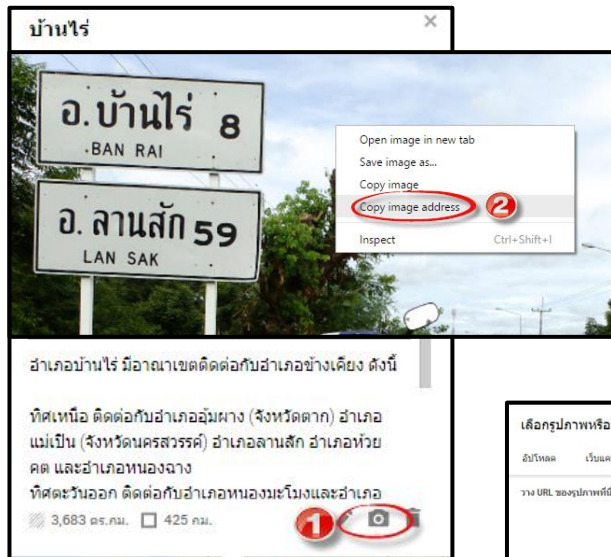 บ้านไร่
อ.บ้านไร่ 8
BAN RAI
อ. ลานสัก 59
LAN SAK
Open image in new tab
Save image as...
Copy image
Copy image address
2
Inspect Ctrl+Shift+I
อำเภอบ้านไร่ มีอาณาเขตติดต่อกับอำเภอข้างเคียง ดังนี้
ทิศเหนือ ติดต่อกับอำเภออุ้มผาง (จังหวัดตาก) อำเภอ
แม่เปิน (จังหวัดนครสวรรค์) อำเภอลานสัก อำเภอห้วย
คต และอำเภอหนองฉาง
ทิศตะวันออก ติดต่อกับอำเภอหนองมะโมงและอำเภอ
3,683 ตร.กม. 425 กม.
1
เลือกรูปภาพหรือ
อัปโหลด เว็บแค
วาง URL ของรูปภาพที่นี่